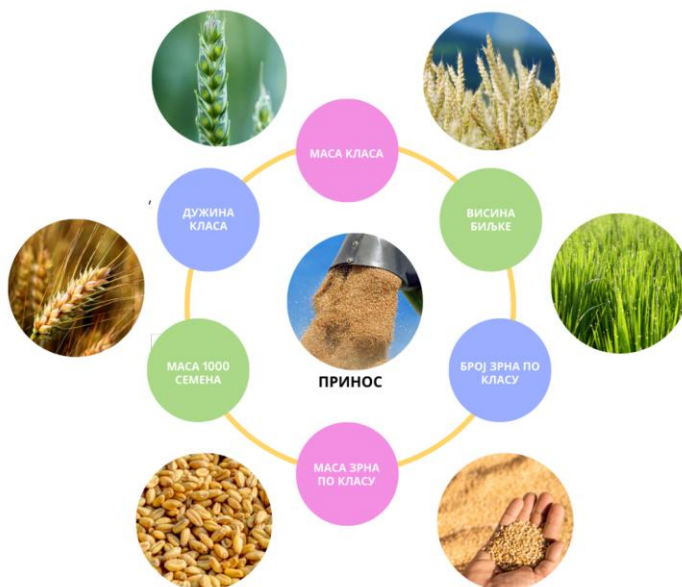 МАСА КЛАСА
ДУЖИНА
КЛАСА
ВИСИНА
БИЉКЕ
МАСА 1000
СЕМЕНА
ПРИНОС
БРОЈ ЗРНА ПО
КЛАСУ
МАСА ЗРНА
ПО КЛАСУ